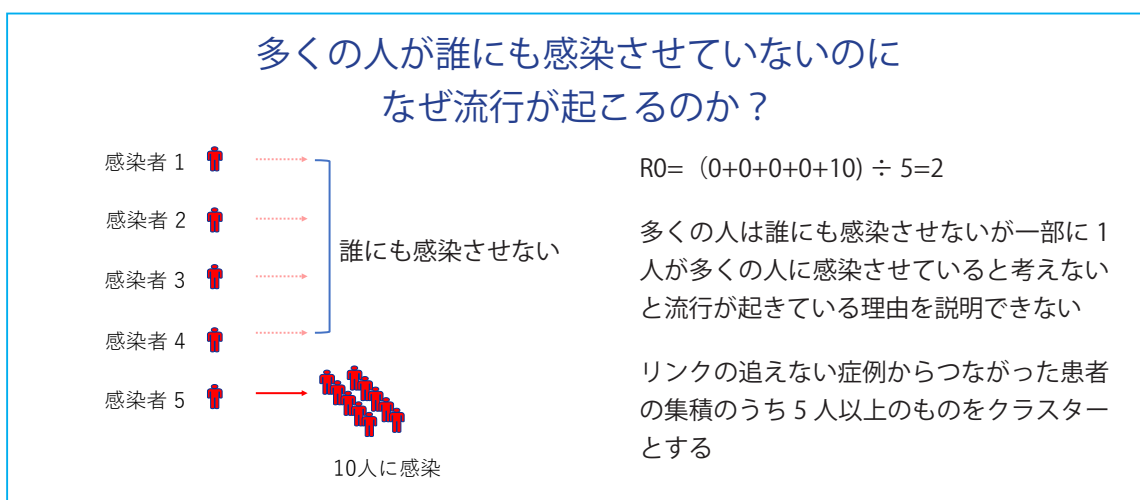 多くの人が誰にも感染させていないのに
なぜ流行が起こるのか？
感染者 1
感染者 2
感染者 3
感染者 4
感染者 5
誰にも感染させない
10人に感染
R0=（0+0+0+0+10) ÷ 5=2
多くの人は誰にも感染させないが一部に 1
人が多くの人に感染させていると考えない
と流行が起きている理由を説明できない
リンクの追えない症例からつながった患者
の集積のうち 5 人以上のものをクラスター
とする